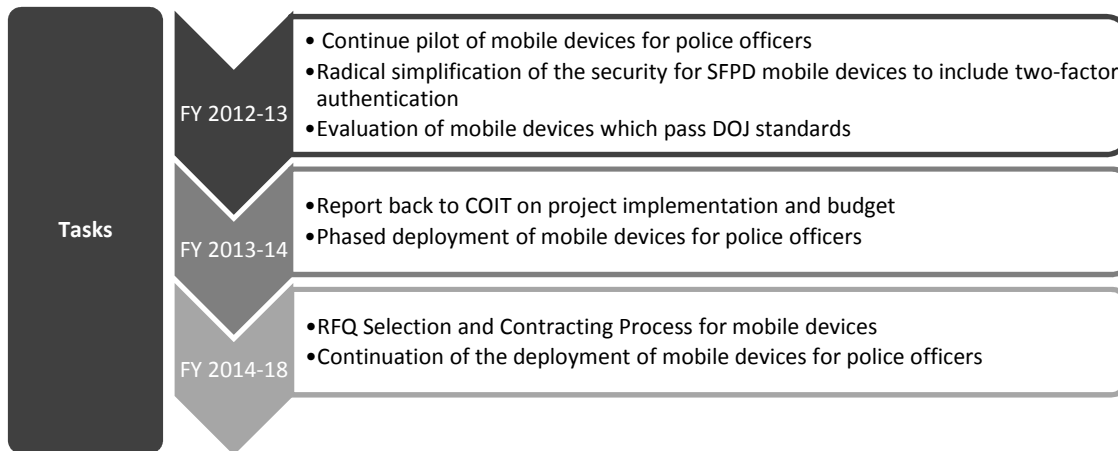 Tasks
FY 2012-13
• Continue pilot of mobile devices for police officers
•Radical simplification of the security for SFPD mobile devices to include two-factor
authentication
•Evaluation of mobile devices which pass DOJ standards
FY 2013-14
•Report back to COIT on project implementation and budget
•Phased deployment of mobile devices for police officers
FY 2014-18
•RFQ Selection and Contracting Process for mobile devices
•Continuation of the deployment of mobile devices for police officers